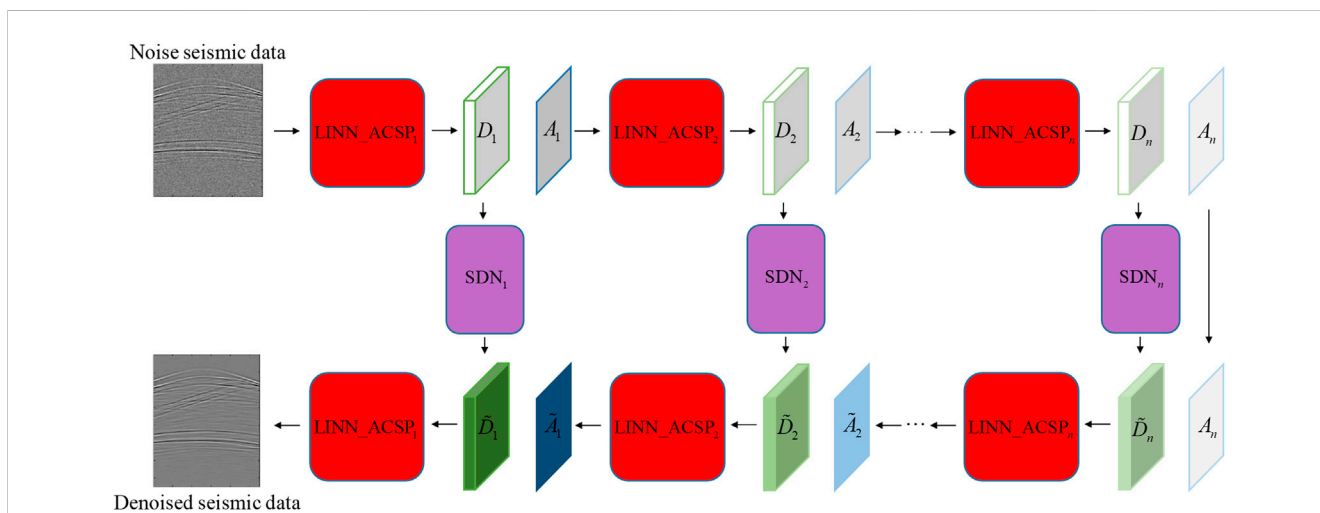 Noise seismic data
LINN_ACSP₁
D₁
A₁
LINN_ACSP₂
D₂
A₂
...
LINN_ACSPₙ
Dₙ
Aₙ
SDN₁
SDN₂
SDNₙ
LINN_ACSP₁
D̃₁
Ã₁
LINN_ACSP₂
D̃₂
Ã₂
...
LINN_ACSPₙ
D̃ₙ
Aₙ
Denoised seismic data